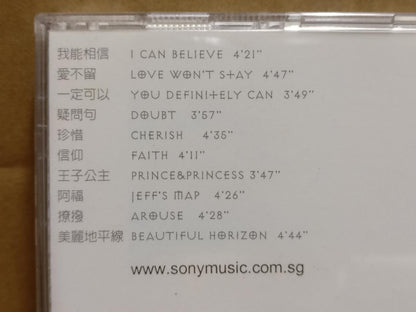 我能相信 I CAN BELIEVE 4'21"
愛不留 LOVE WON'T STAY 4'47"
一定可以 YOU DEFINITELY CAN 3'49"
疑問句 DOUBT 3'57"
珍惜 CHERISH 4'35"
信仰 FAITH 4'11"
王子公主 PRINCE&PRINCESS 3'47"
阿福 JEFF'S MAP 4'26"
撩撥 AROUSE 4'28"
美麗地平線 BEAUTIFUL HORIZON 4'44"
www.sonymusic.com.sg